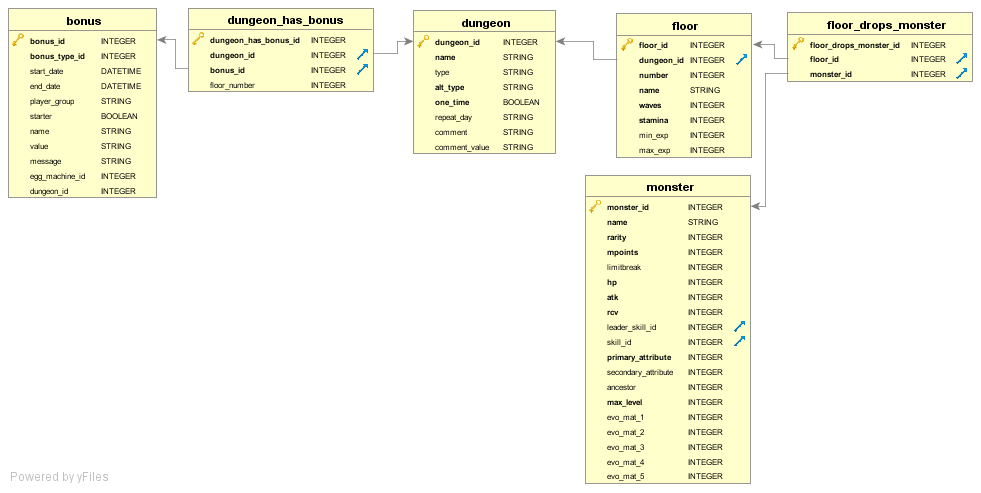 bonus
bonus_id INTEGER
bonus_type_id INTEGER
start_date DATETIME
end_date DATETIME
player_group STRING
starter BOOLEAN
name STRING
value STRING
message STRING
egg_machine_id INTEGER
dungeon_id INTEGER
dungeon_has_bonus
dungeon_has_bonus_id INTEGER
dungeon_id INTEGER
bonus_id INTEGER
floor_number INTEGER
dungeon
dungeon_id INTEGER
name STRING
type STRING
alt_type STRING
one_time BOOLEAN
repeat_day STRING
comment STRING
comment_value STRING
floor
floor_id INTEGER
dungeon_id INTEGER
number INTEGER
name STRING
waves INTEGER
stamina INTEGER
min_exp INTEGER
max_exp INTEGER
floor_drops_monster
floor_drops_monster_id INTEGER
floor_id INTEGER
monster_id INTEGER
monster
monster_id INTEGER
name STRING
rarity INTEGER
mpoints INTEGER
limitbreak INTEGER
hp INTEGER
atk INTEGER
rcv INTEGER
leader_skill_id INTEGER
skill_id INTEGER
primary_attribute INTEGER
secondary_attribute INTEGER
ancestor INTEGER
max_level INTEGER
evo_mat_1 INTEGER
evo_mat_2 INTEGER
evo_mat_3 INTEGER
evo_mat_4 INTEGER
evo_mat_5 INTEGER
Powered by yFiles